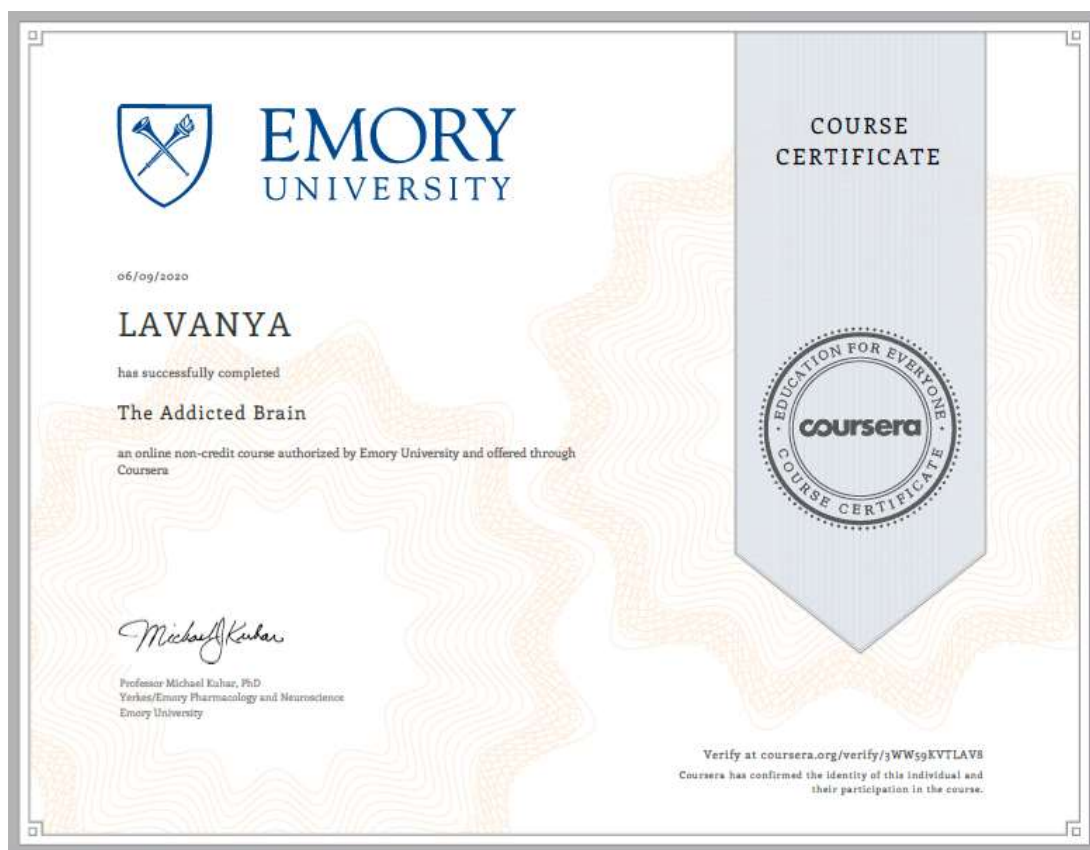 EMORY
UNIVERSITY
COURSE
CERTIFICATE
06/09/2020
LAVANYA
has successfully completed
The Addicted Brain
an online non-credit course authorized by Emory University and offered through
Coursera
EDUCATION FOR EVERYONE
coursera
COURSE CERTIFICATE
Michael J Kuhar
Professor Michael Kuhar, PhD
Yerkes/Emory Pharmacology and Neuroscience
Emory University
Verify at coursera.org/verify/3WW59KVTLAV8
Coursera has confirmed the identity of this individual and
their participation in the course.